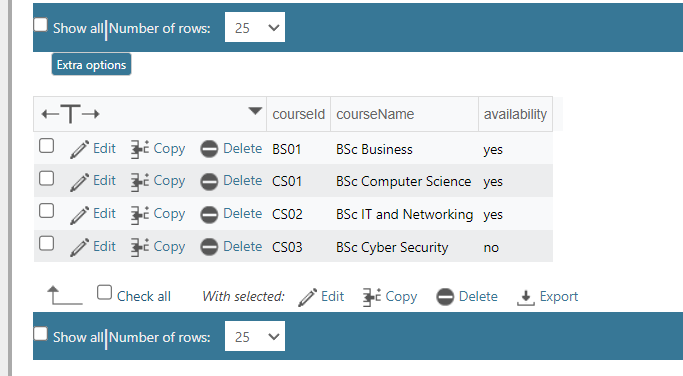 Show all Number of rows: 25
Extra options
courseId courseName availability
Edit Copy Delete BS01 BSc Business yes
Edit Copy Delete CS01 BSc Computer Science yes
Edit Copy Delete CS02 BSc IT and Networking yes
Edit Copy Delete CS03 BSc Cyber Security no
Check all With selected: Edit Copy Delete Export
Show all Number of rows: 25